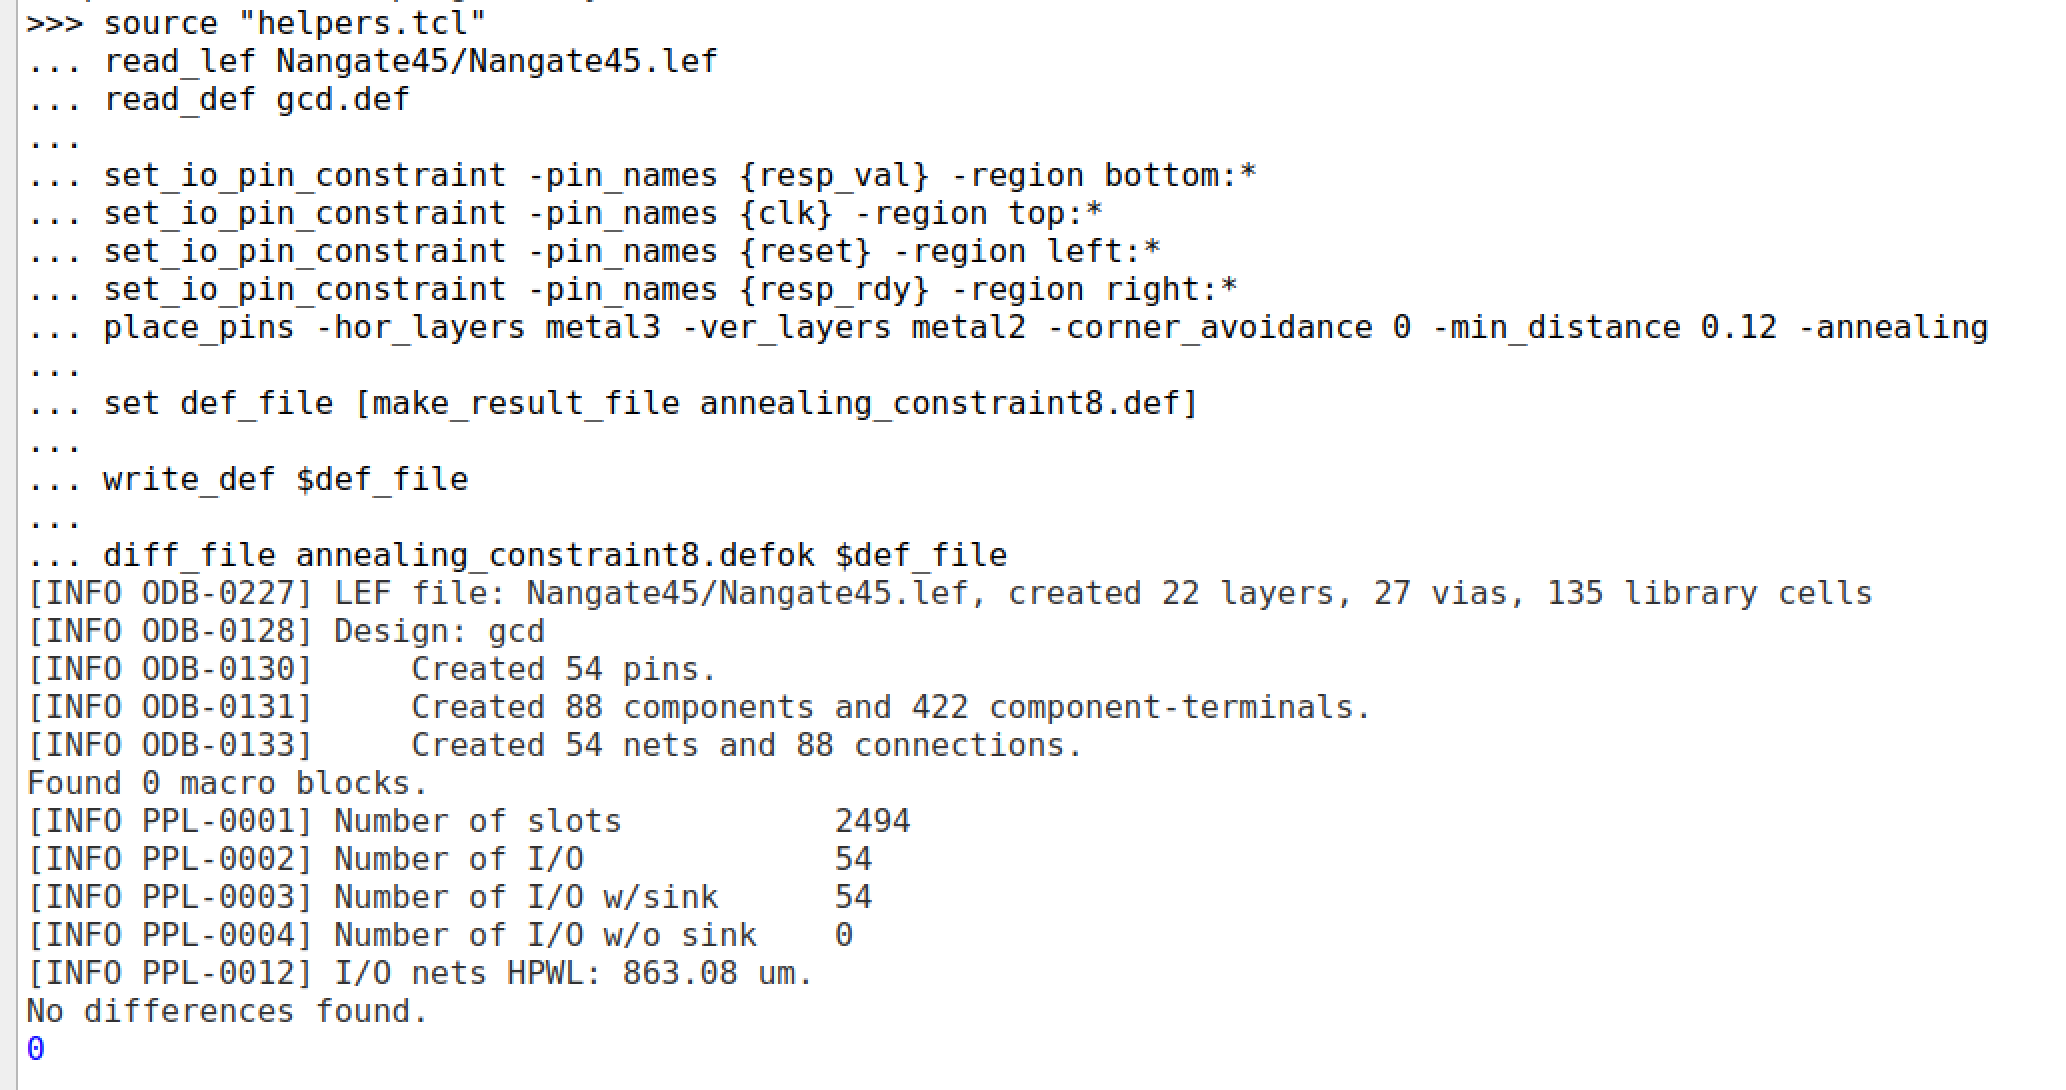 >>> source "helpers.tcl"
... read_lef Nangate45/Nangate45.lef
... read_def gcd.def
...
... set_io_pin_constraint -pin_names {resp_val} -region bottom:*
... set_io_pin_constraint -pin_names {clk} -region top:*
... set_io_pin_constraint -pin_names {reset} -region left:*
... set_io_pin_constraint -pin_names {resp_rdy} -region right:*
... place_pins -hor_layers metal3 -ver_layers metal2 -corner_avoidance 0 -min_distance 0.12 -annealing
...
... set def_file [make_result_file annealing_constraint8.def]
...
... write_def $def_file
...
... diff_file annealing_constraint8.defok $def_file
[INFO ODB-0227] LEF file: Nangate45/Nangate45.lef, created 22 layers, 27 vias, 135 library cells
[INFO ODB-0128] Design: gcd
[INFO ODB-0130]     Created 54 pins.
[INFO ODB-0131]     Created 88 components and 422 component-terminals.
[INFO ODB-0133]     Created 54 nets and 88 connections.
Found 0 macro blocks.
[INFO PPL-0001] Number of slots           2494
[INFO PPL-0002] Number of I/O             54
[INFO PPL-0003] Number of I/O w/sink      54
[INFO PPL-0004] Number of I/O w/o sink    0
[INFO PPL-0012] I/O nets HPWL: 863.08 um.
No differences found.
0